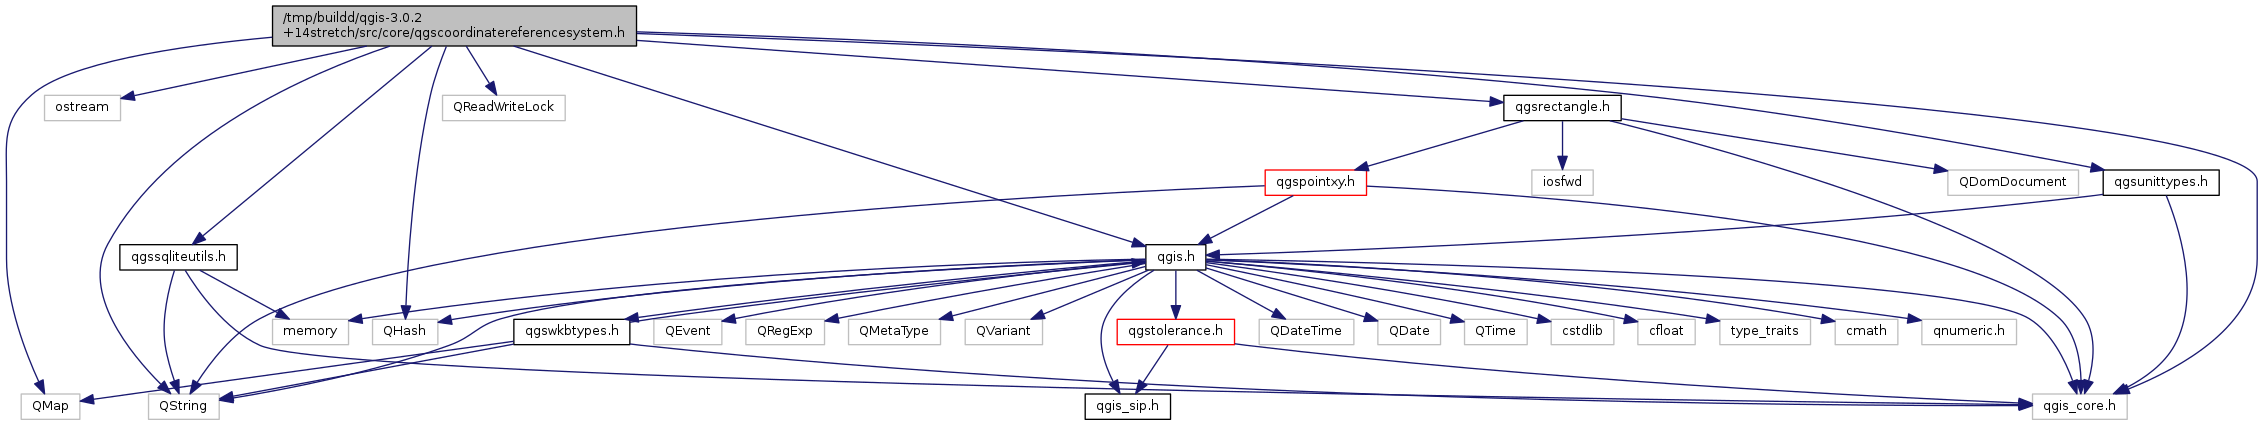 /tmp/buildd/qgis-3.0.2
+14stretch/src/core/qgscoordinatereferencesystem.h
ostream
QReadWriteLock
qgsrectangle.h
qgspointxy.h
iosfwd
QDomDocument
qgsunittypes.h
qgssqliteutils.h
qgis.h
memory
QHash
qgswkbtypes.h
QEvent
QRegExp
QMetaType
QVariant
qgstolerance.h
QDateTime
QDate
QTime
cstdlib
cfloat
type_traits
cmath
qnumeric.h
QMap
QString
qgis_sip.h
qgis_core.h